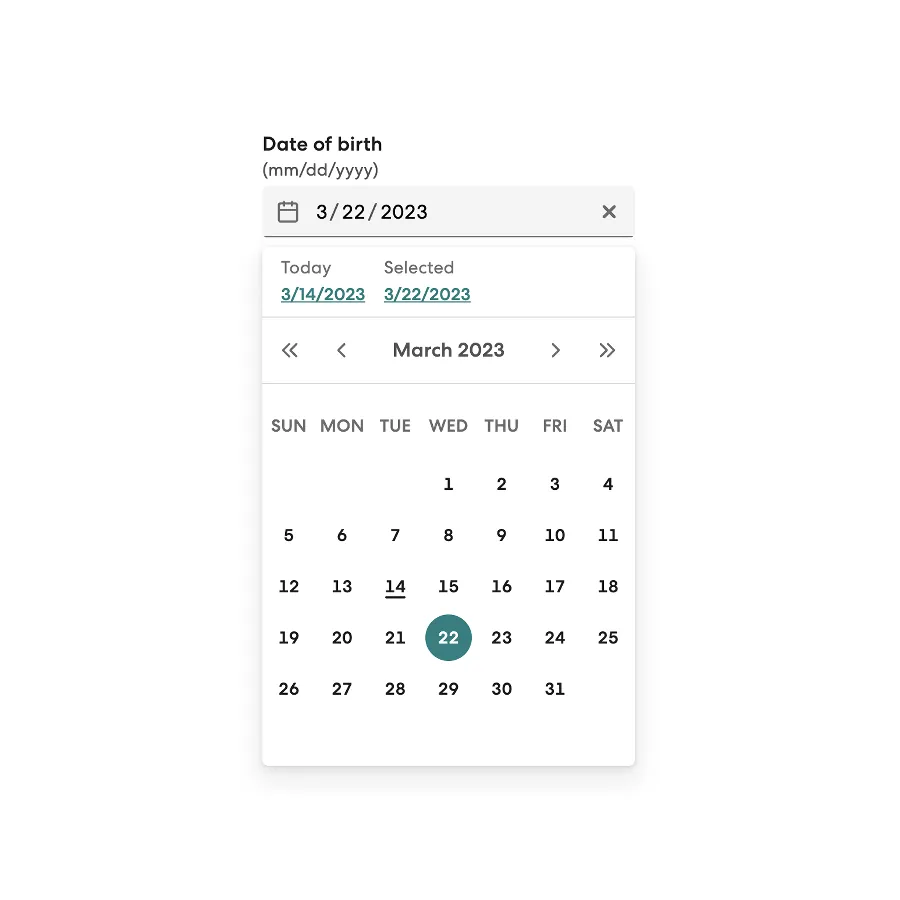 Date of birth
(mm/dd/yyyy)
3/22/2023
Today Selected
3/14/2023 3/22/2023
March 2023
SUN MON TUE WED THU FRI SAT
1 2 3 4
5 6 7 8 9 10 11
12 13 14 15 16 17 18
19 20 21 22 23 24 25
26 27 28 29 30 31